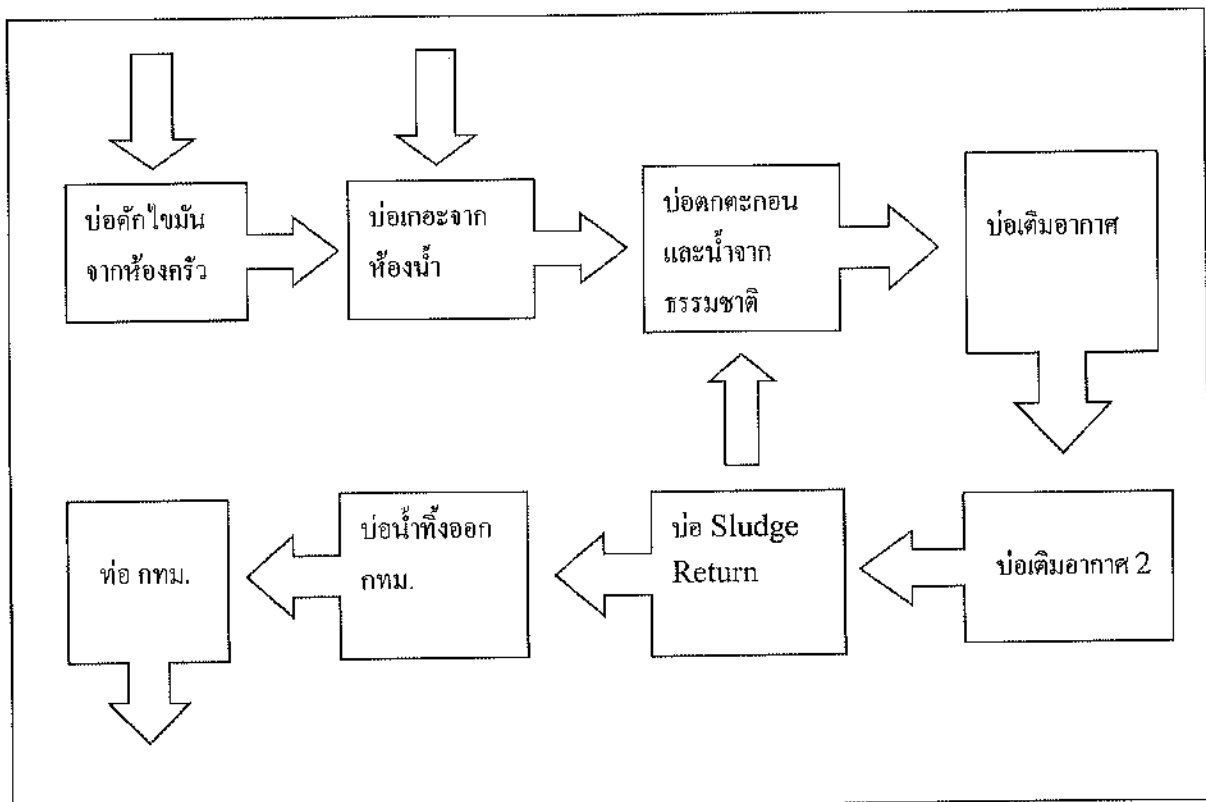 บ่อดักไขมัน
จากห้องครัว
บ่อเกอะจาก
ห้องน้ำ
บ่อตกตะกอน
และน้ำจาก
ธรรมชาติ
บ่อเติมอากาศ
บ่อเติมอากาศ 2
บ่อ Sludge
Return
บ่อน้ำทิ้งออก
กทม.
ท่อ กทม.